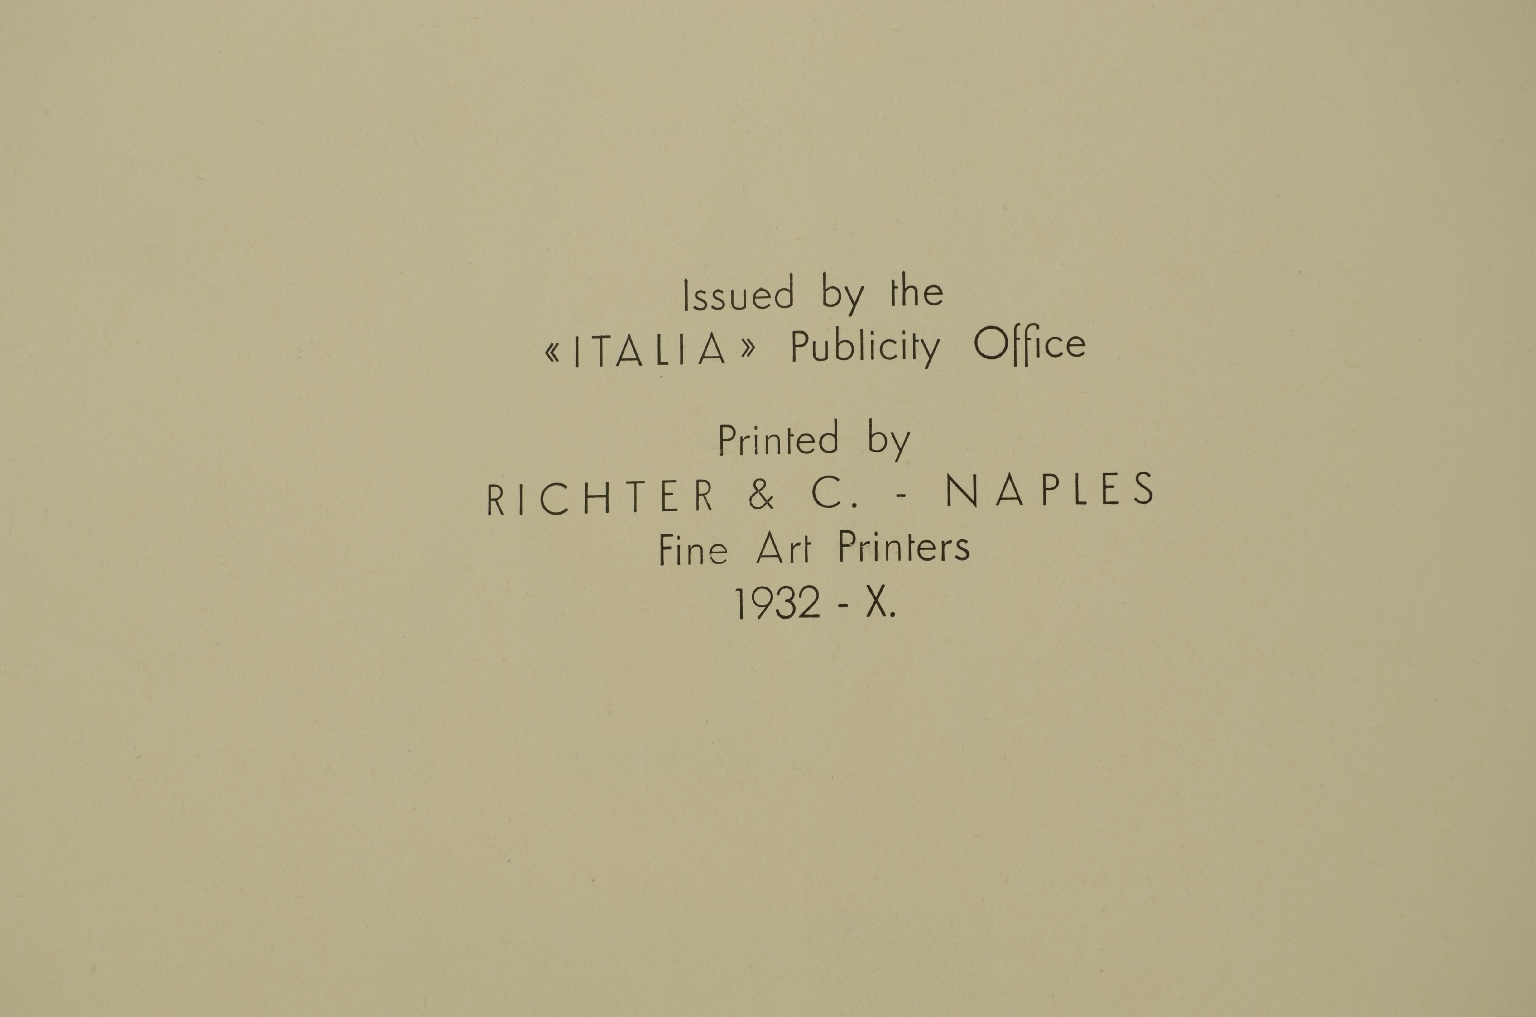 Issued by the
«ITALIA» Publicity Office
Printed by
RICHTER & C. - NAPLES
Fine Art Printers
1932 - X.